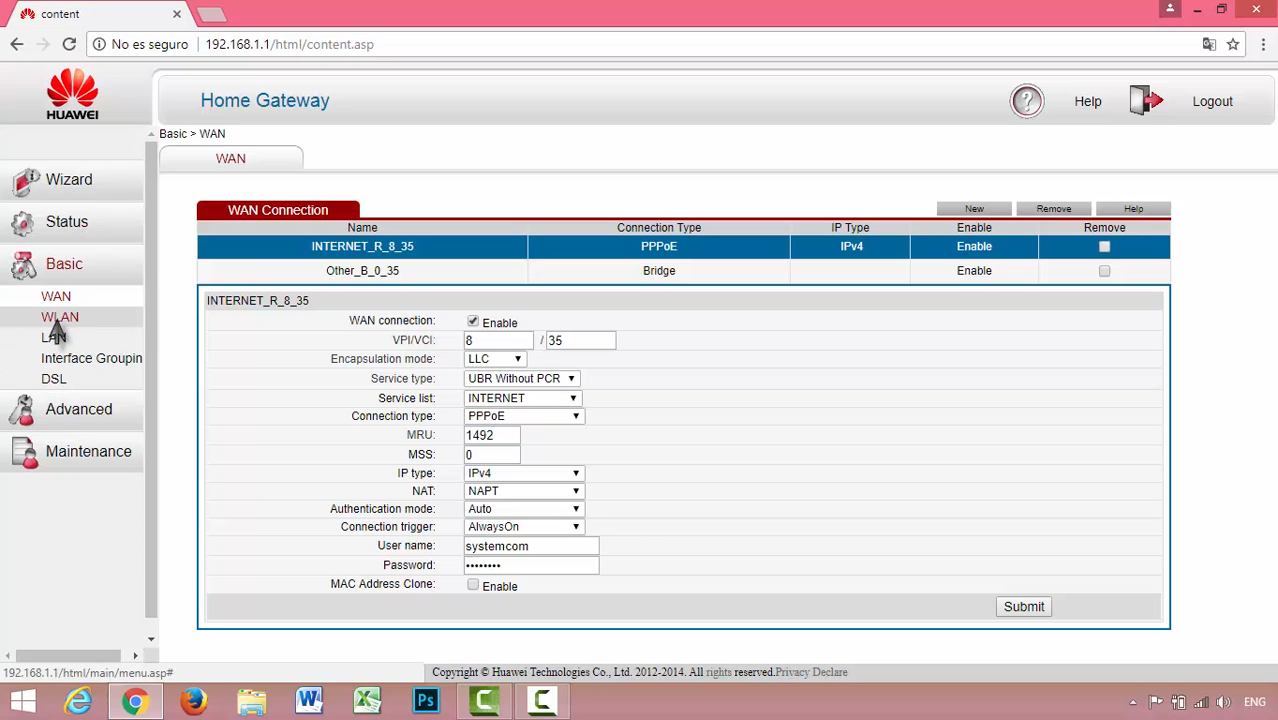 content
No es seguro 192.168.1.1/html/content.asp
HUAWEI
Home Gateway
Help
Logout
Basic > WAN
WAN
Wizard
Status
Basic
WAN
WLAN
LAN
Interface Groupin
DSL
Advanced
Maintenance
WAN Connection
New
Remove
Help
Name Connection Type IP Type Enable Remove
INTERNET_R_8_35 PPPoE IPv4 Enable
Other_B_0_35 Bridge Enable
INTERNET_R_8_35
WAN connection: Enable
VPI/VCI: 8 / 35
Encapsulation mode: LLC
Service type: UBR Without PCR
Service list: INTERNET
Connection type: PPPoE
MRU: 1492
MSS: 0
IP type: IPv4
NAT: NAPT
Authentication mode: Auto
Connection trigger: AlwaysOn
User name: systemcom
Password: ••••••••
MAC Address Clone: Enable
Submit
192.168.1.1/html/main/menu.asp#
Copyright © Huawei Technologies Co., Ltd. 2012-2014. All rights reserved.Privacy Declare
Ps
ENG